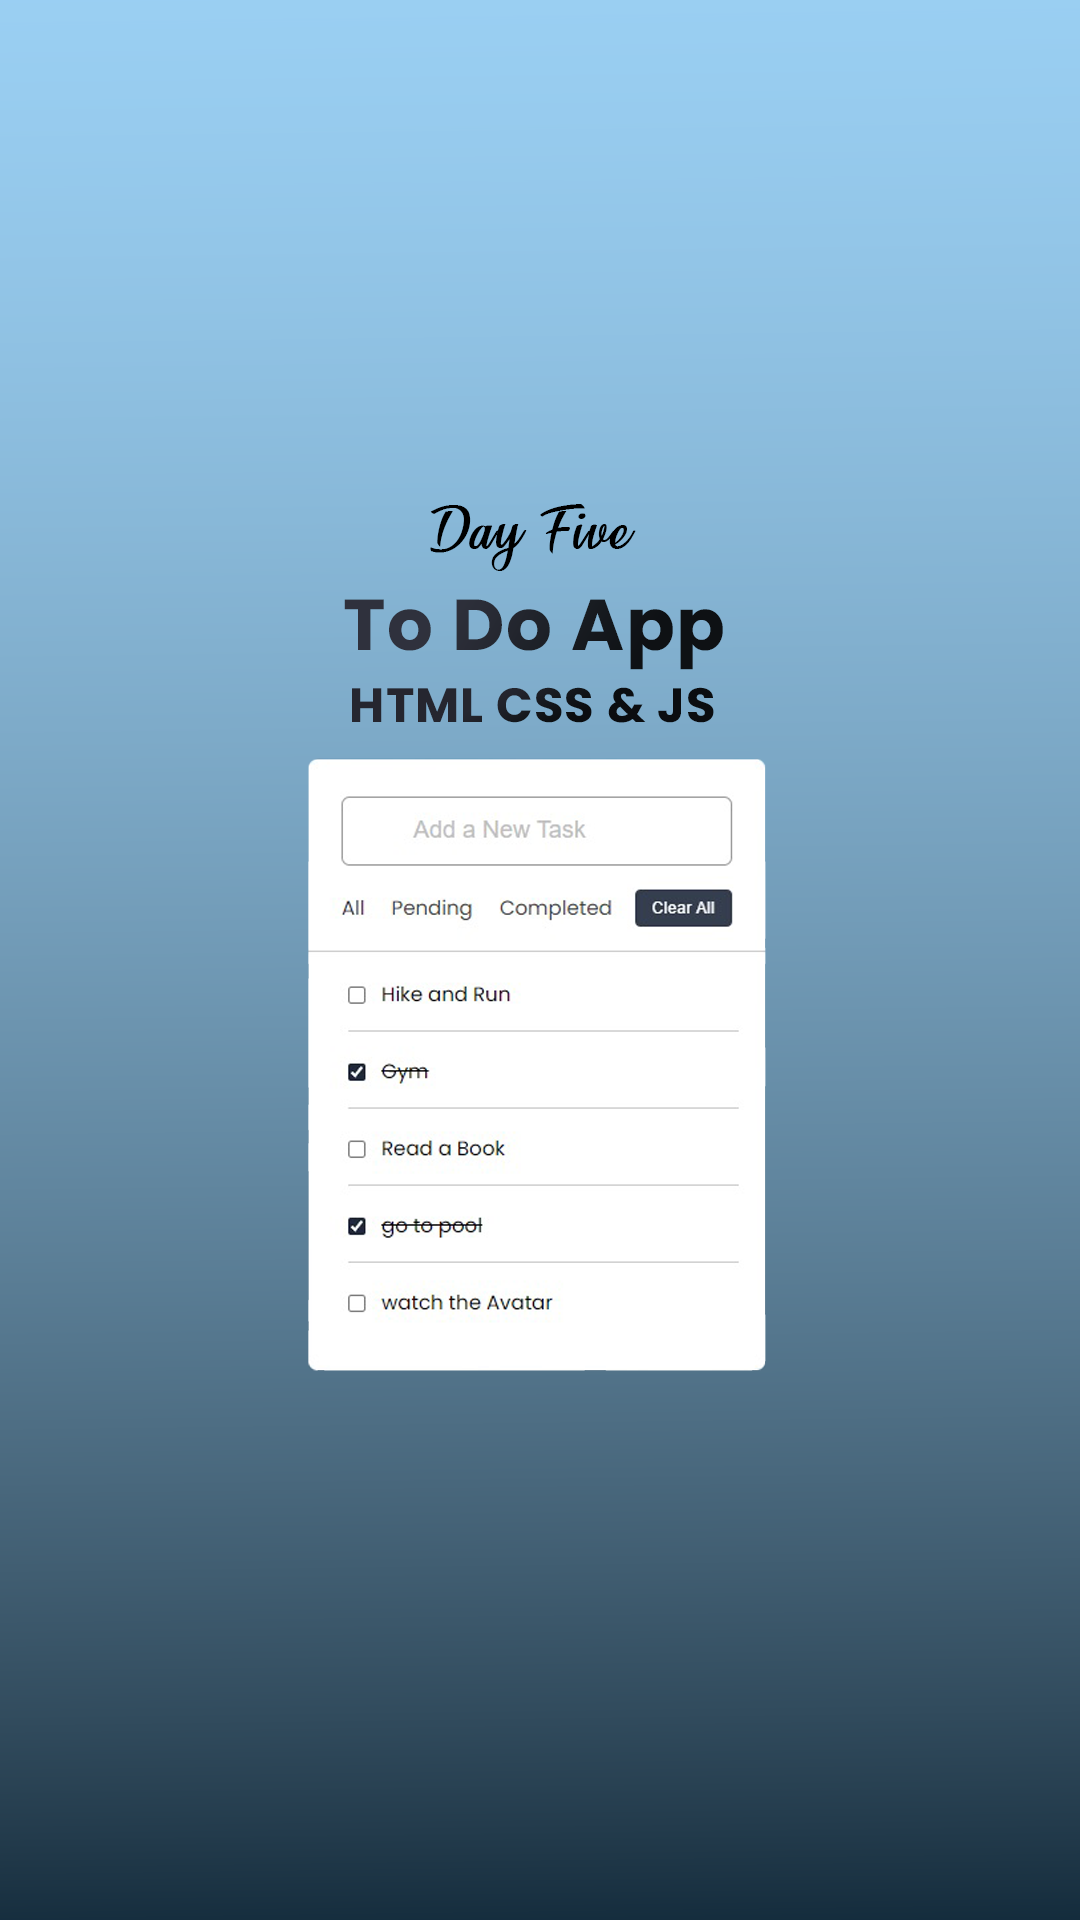 Day Five
To Do App
HTML CSS & JS
Add a New Task
All Pending Completed Clear All
Hike and Run
Gym
Read a Book
go to pool
watch the Avatar